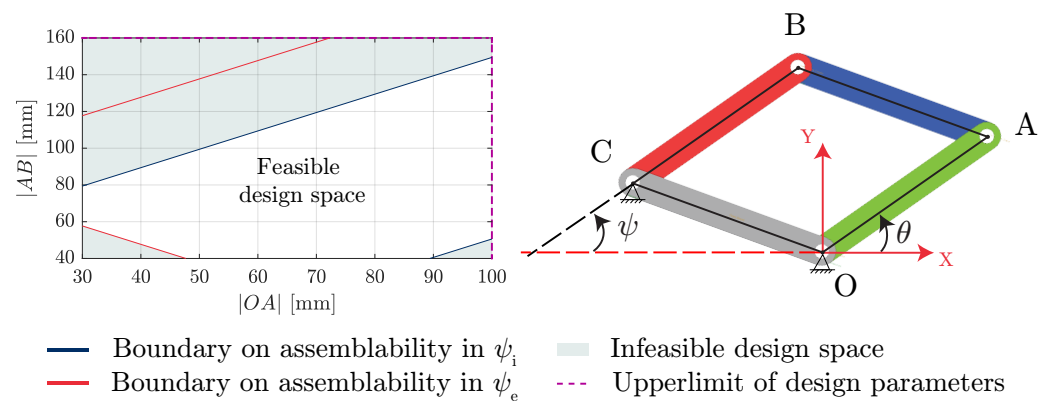 160
140
120
100
80
60
40
|AB| [mm]
Feasible
design space
30 40 50 60 70 80 90 100
|OA| [mm]
B
A
C
Y
ψ
θ
X
O
Boundary on assemblability in ψᵢ
Infeasible design space
Boundary on assemblability in ψₑ
Upperlimit of design parameters